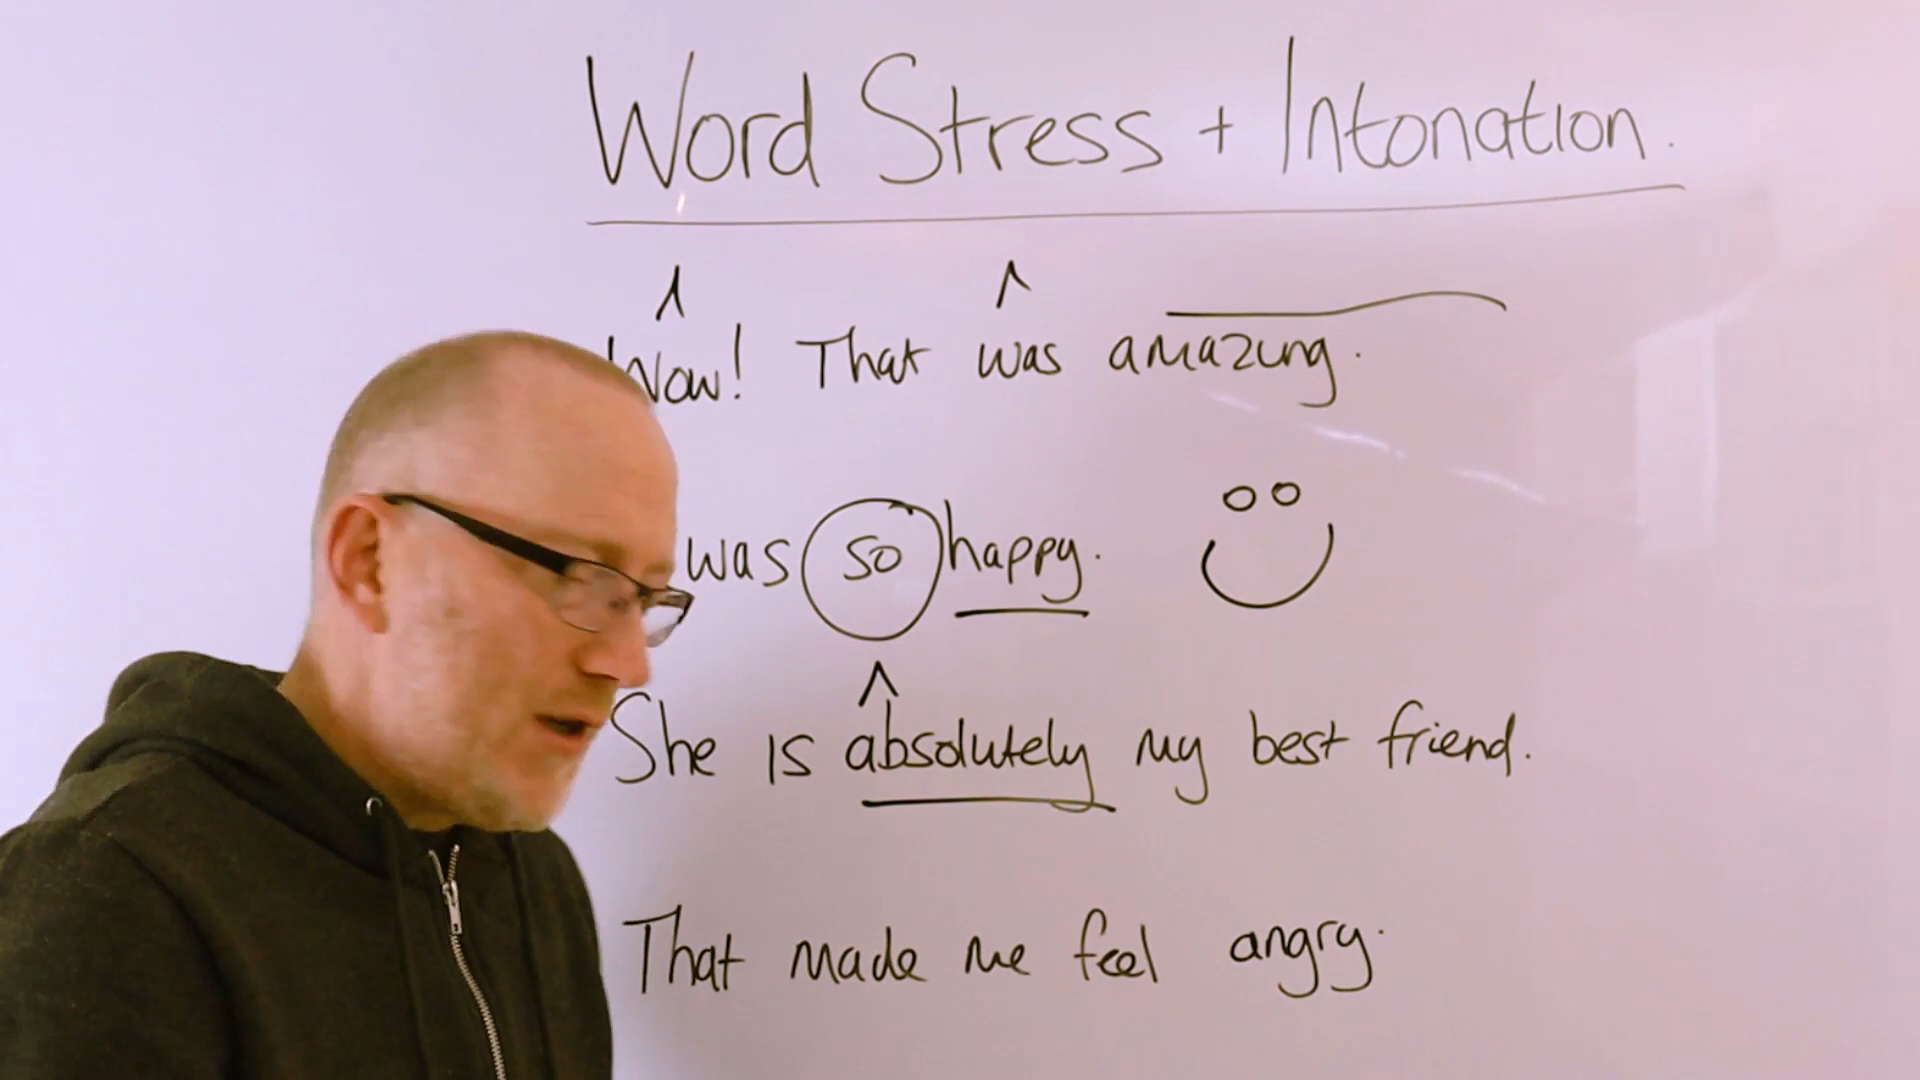 Word Stress + Intonation.
Wow! That was amazing.
was so happy.
She is absolutely my best friend.
That made me feel angry.